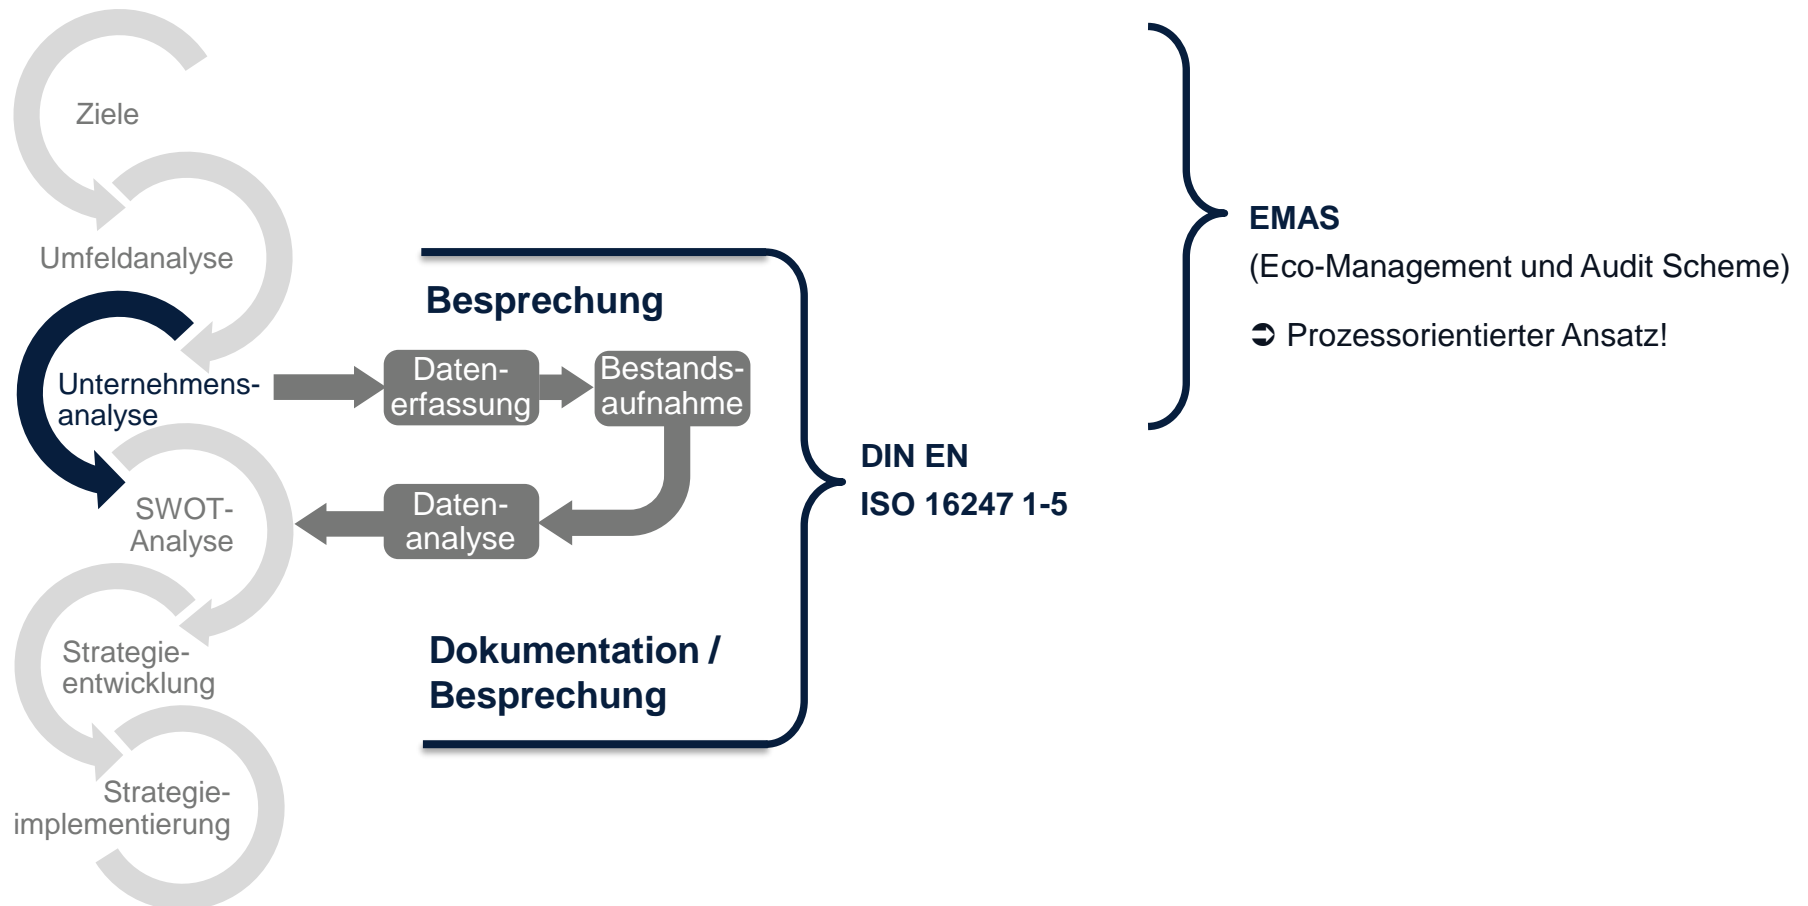 Ziele
Umfeldanalyse
Unternehmens-
analyse
SWOT-
Analyse
Strategie-
entwicklung
Strategie-
implementierung
Besprechung
Daten-
erfassung
Bestands-
aufnahme
Daten-
analyse
Dokumentation /
Besprechung
DIN EN
ISO 16247 1-5
EMAS
(Eco-Management und Audit Scheme)
➲ Prozessorientierter Ansatz!